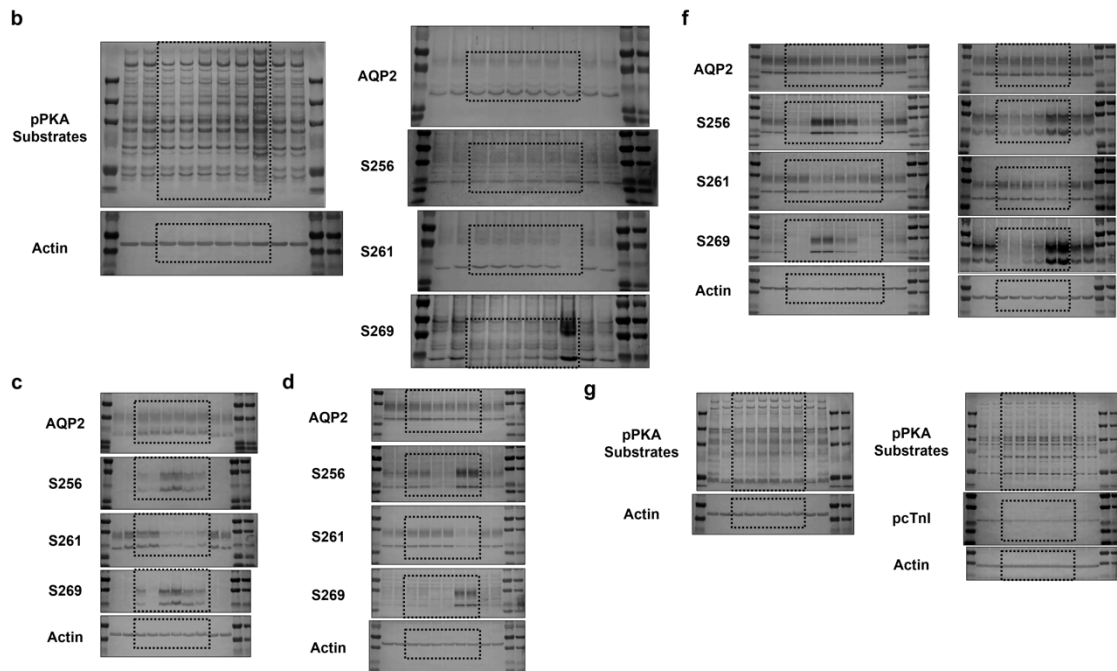 b
pPKA
Substrates
Actin
AQP2
S256
S261
S269
f
AQP2
S256
S261
S269
Actin
c
AQP2
S256
S261
S269
Actin
d
AQP2
S256
S261
S269
Actin
g
pPKA
Substrates
Actin
pPKA
Substrates
pcTnI
Actin